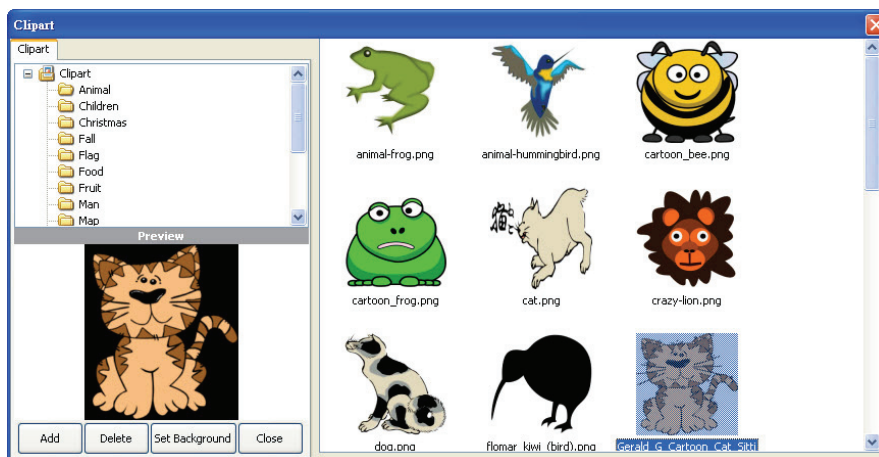 Clipart
Clipart
Clipart
Animal
Children
Christmas
Fall
Flag
Food
Fruit
Man
Map
Preview
Add
Delete
Set Background
Close
animal-frog.png
animal-hummingbird.png
cartoon_bee.png
cartoon_frog.png
猫
cat.png
crazy-lion.png
dog.png
flomar_kiwi_(bird).png
Gerald_G_Cartoon_Cat_Sitti